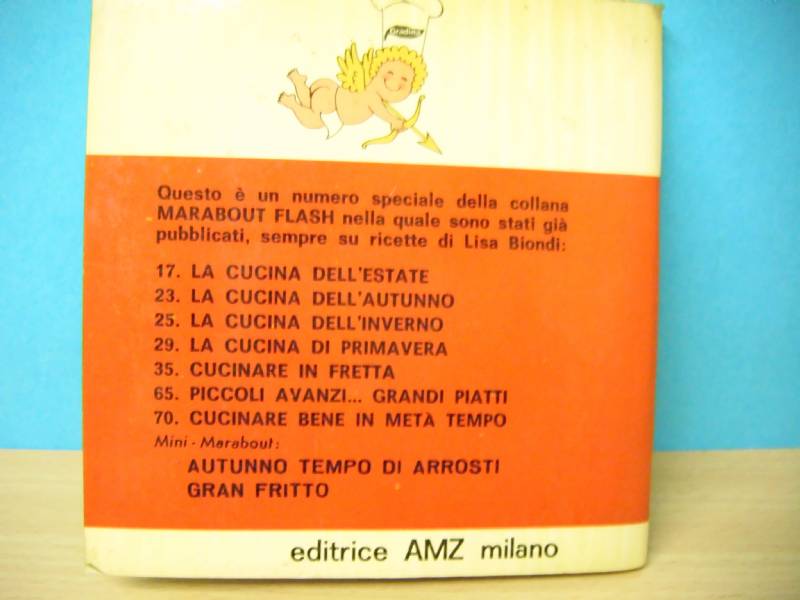 Gradina
Questo è un numero speciale della collana
MARABOUT FLASH nella quale sono stati già
pubblicati, sempre su ricette di Lisa Biondi:
17. LA CUCINA DELL'ESTATE
23. LA CUCINA DELL'AUTUNNO
25. LA CUCINA DELL'INVERNO
29. LA CUCINA DI PRIMAVERA
35. CUCINARE IN FRETTA
65. PICCOLI AVANZI... GRANDI PIATTI
70. CUCINARE BENE IN METÀ TEMPO
Mini - Marabout:
AUTUNNO TEMPO DI ARROSTI
GRAN FRITTO
editrice AMZ milano